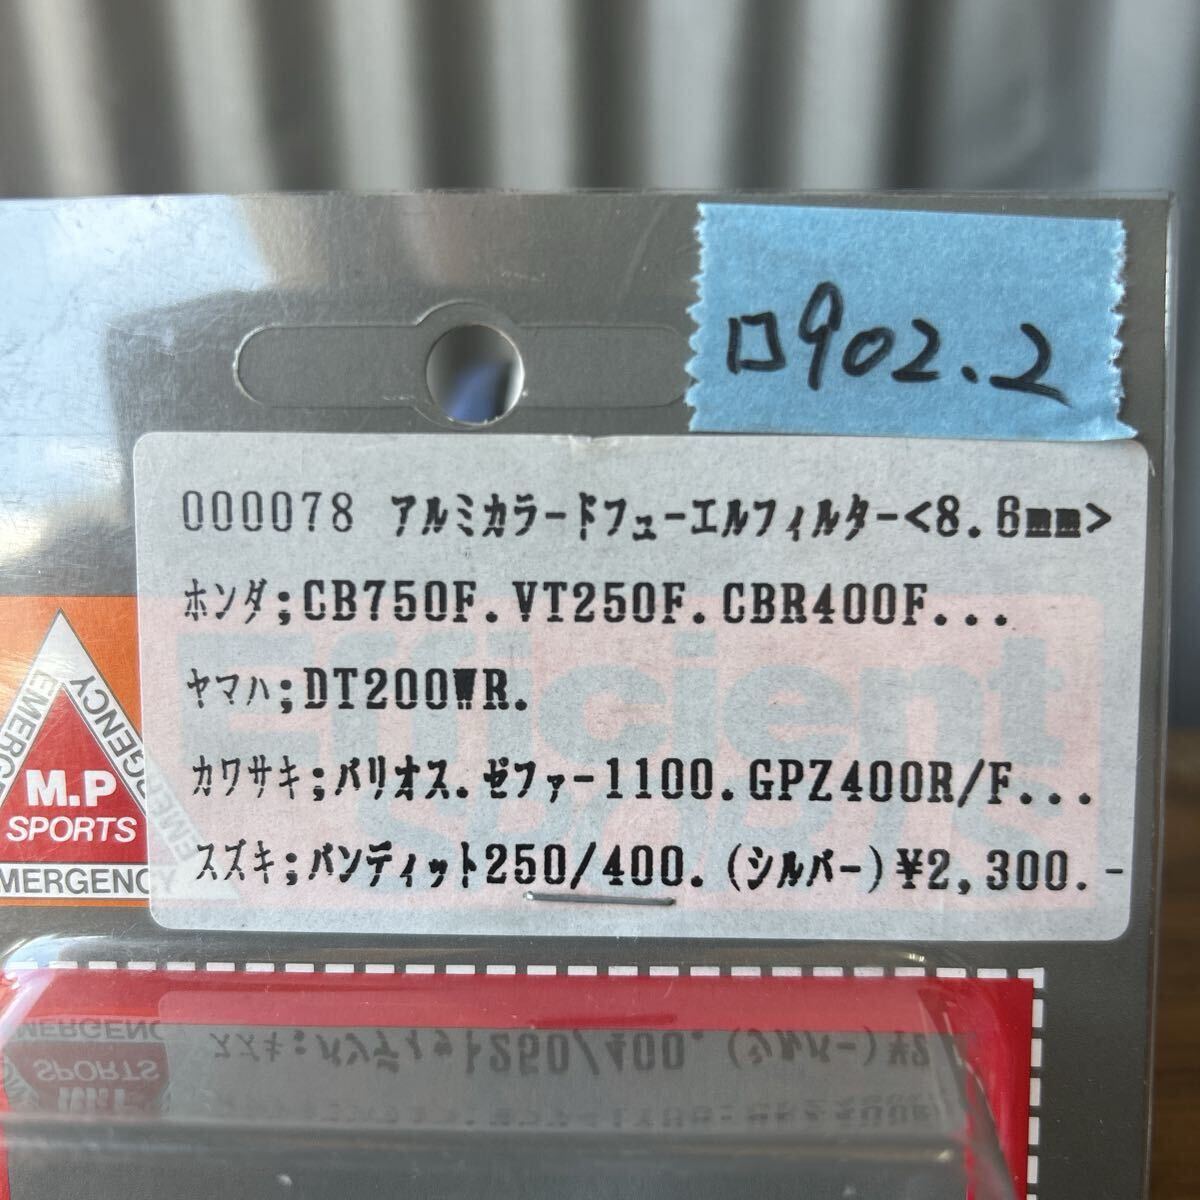 ロ902.2
000078 アルミカラードフューエルフィルター<8.6mm>
ホンダ;CB750F.VT250F.CBR400F...
ヤマハ;DT200WR.
カワサキ;バリオス.ゼファー1100.GPZ400R/F...
スズキ;バンディット250/400.(シルバー)¥2,300.-
Efficient
SPORTS
EMERGENCY
M.P
SPORTS
MERGENCY